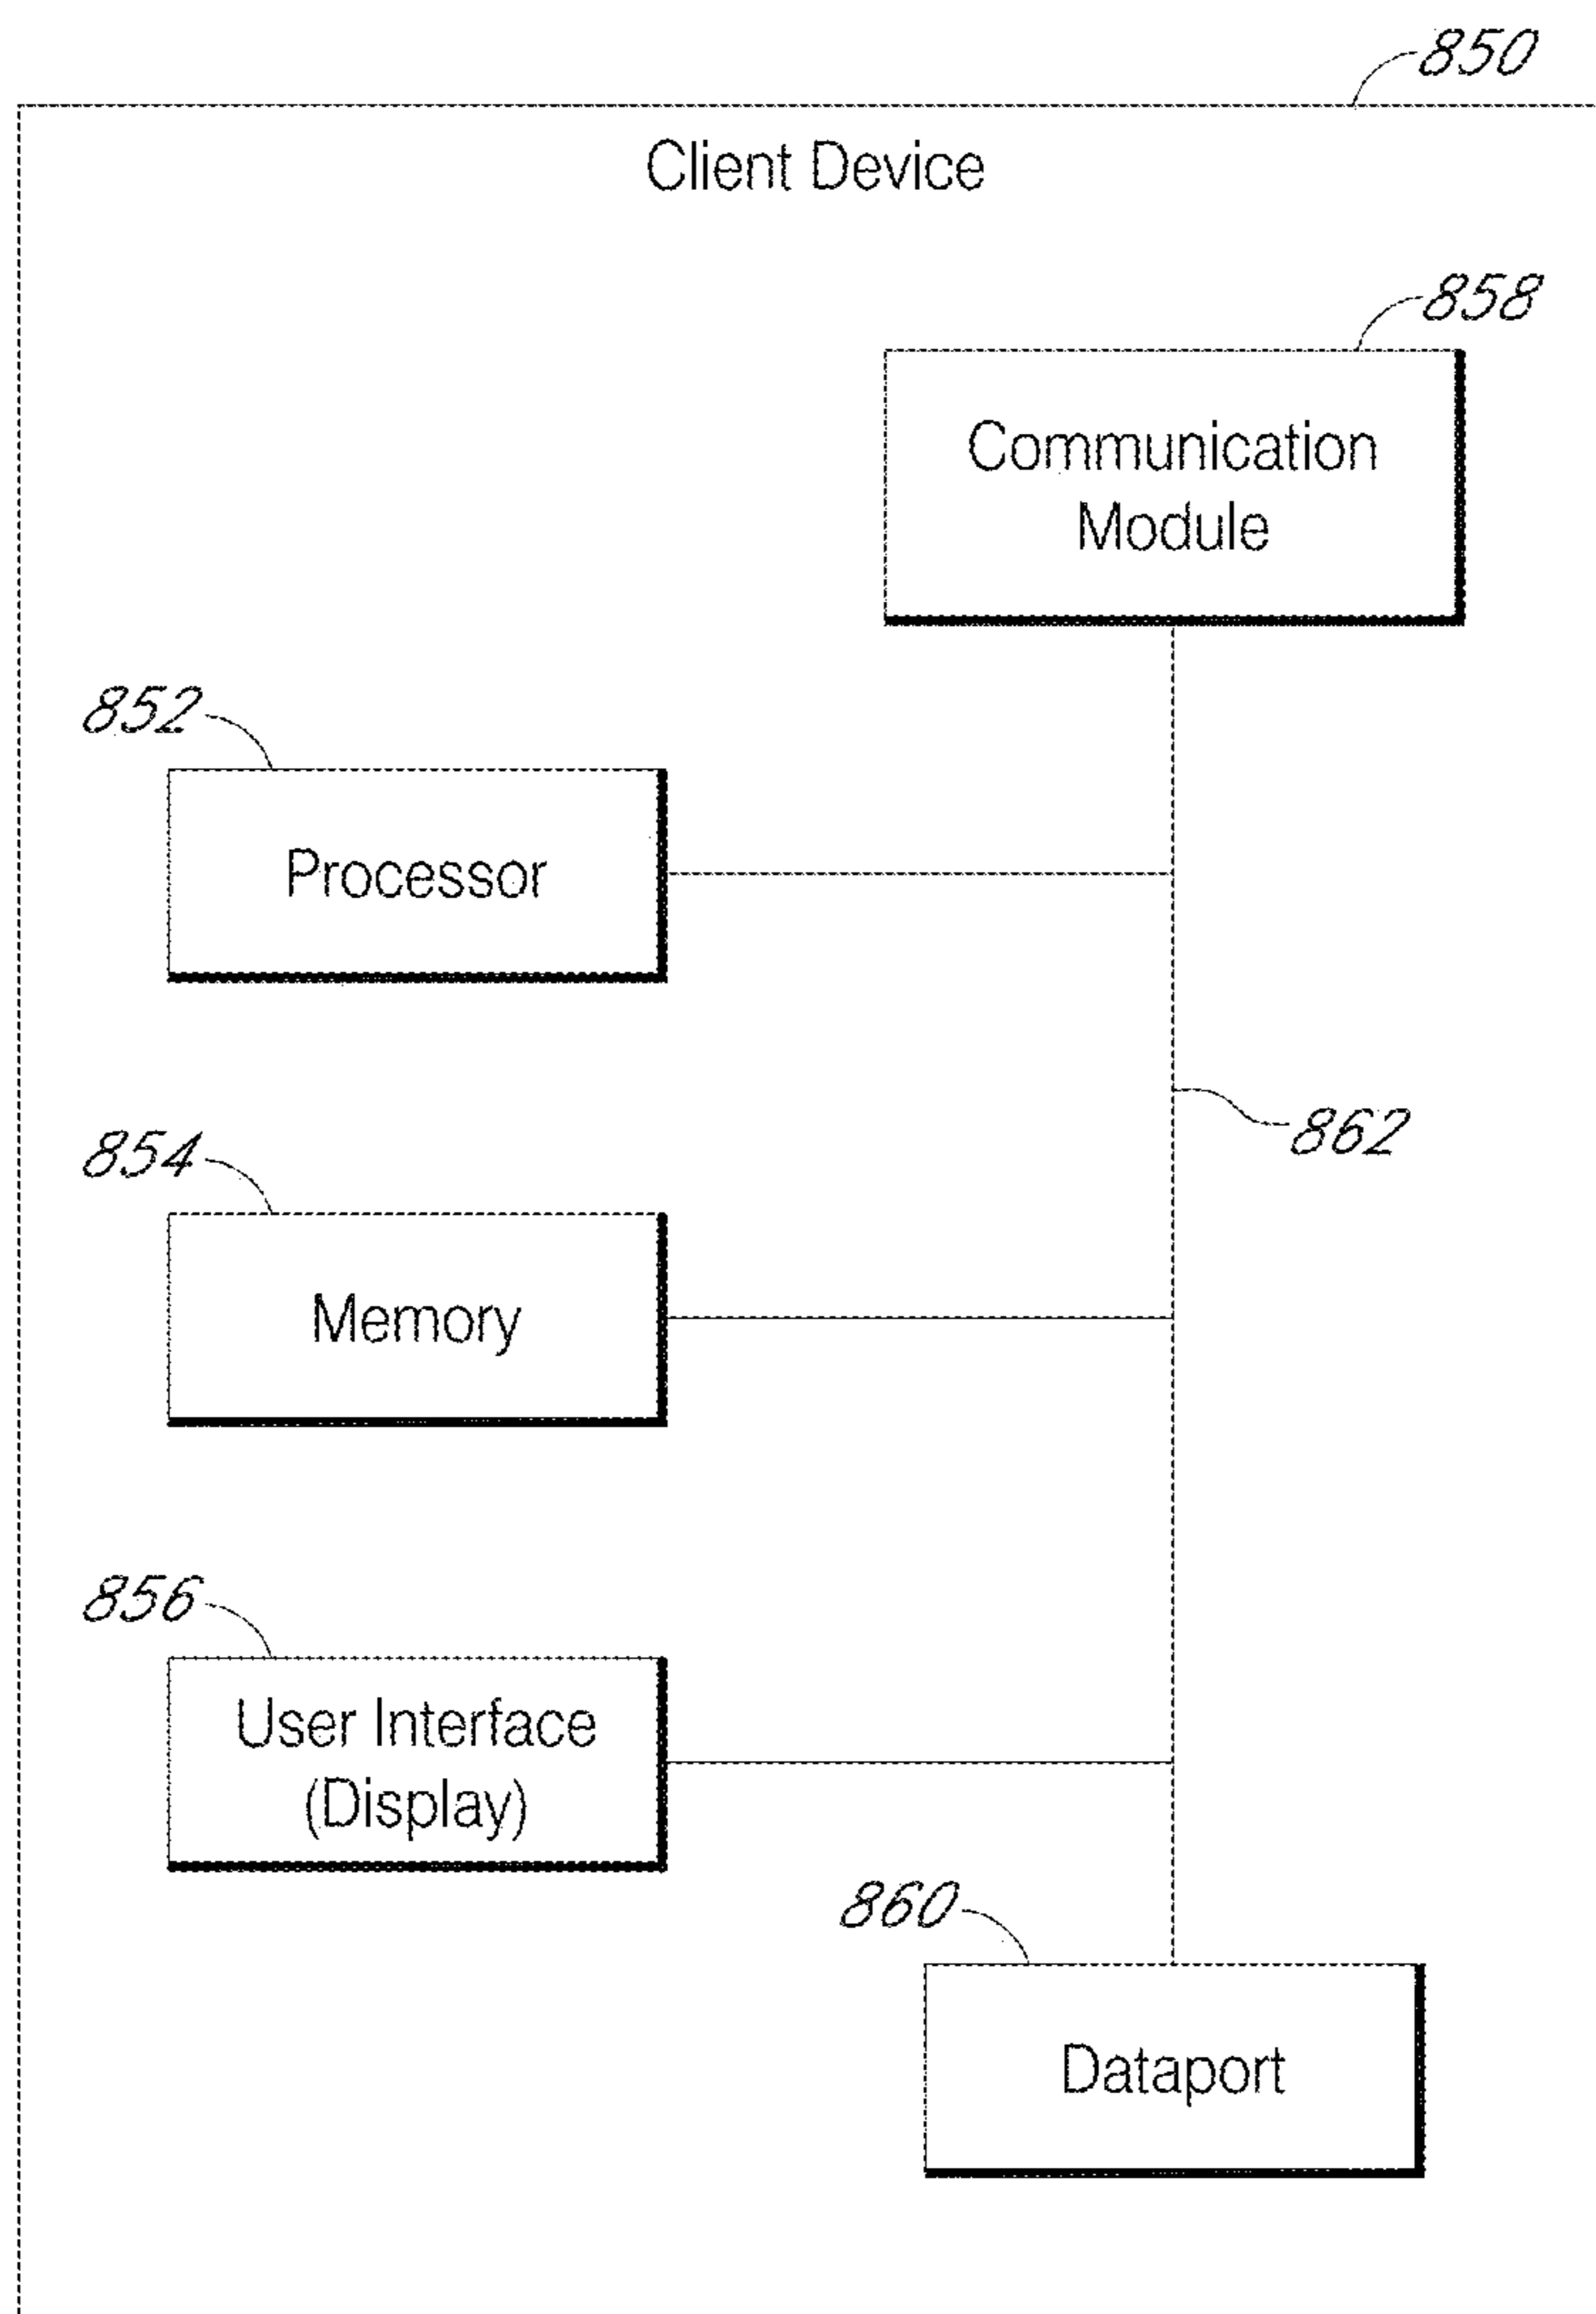 850
Client Device
858
Communication
Module
852
Processor
862
854
Memory
856
User Interface
(Display)
860
Dataport